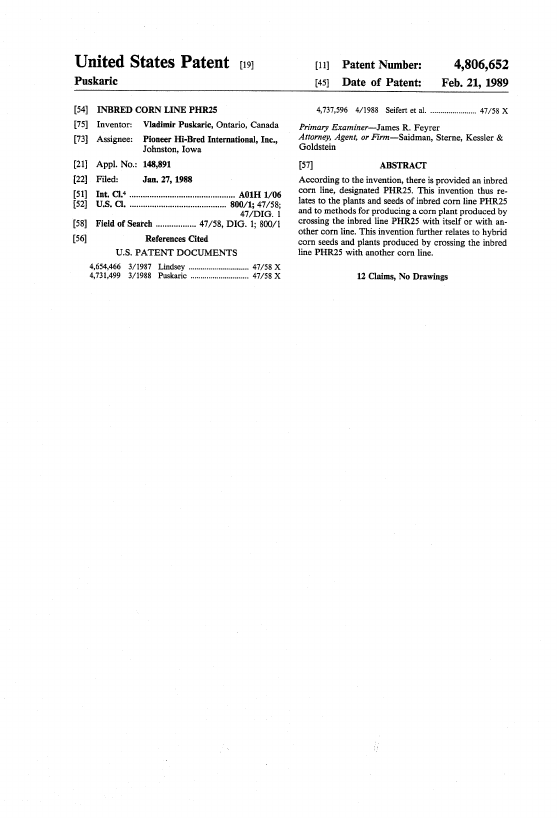 United States Patent [19]
Puskaric
[11] Patent Number: 4,806,652
[45] Date of Patent: Feb. 21, 1989
[54] INBRED CORN LINE PHR25
[75] Inventor: Vladimir Puskaric, Ontario, Canada
[73] Assignee: Pioneer Hi-Bred International, Inc.,
Johnston, Iowa
[21] Appl. No.: 148,891
[22] Filed: Jan. 27, 1988
[51] Int. Cl.⁴ .................................... A01H 1/06
[52] U.S. Cl. .................................... 800/1; 47/58;
47/DIG. 1
[58] Field of Search .................. 47/58, DIG. 1; 800/1
[56] References Cited
U.S. PATENT DOCUMENTS
4,654,466 3/1987 Lindsey .............................. 47/58 X
4,731,499 3/1988 Puskaric ............................. 47/58 X
4,737,596 4/1988 Seifert et al. ....................... 47/58 X
Primary Examiner—James R. Feyrer
Attorney, Agent, or Firm—Saidman, Sterne, Kessler &
Goldstein
[57] ABSTRACT
According to the invention, there is provided an inbred
corn line, designated PHR25. This invention thus re-
lates to the plants and seeds of inbred corn line PHR25
and to methods for producing a corn plant produced by
crossing the inbred line PHR25 with itself or with an-
other corn line. This invention further relates to hybrid
corn seeds and plants produced by crossing the inbred
line PHR25 with another corn line.
12 Claims, No Drawings